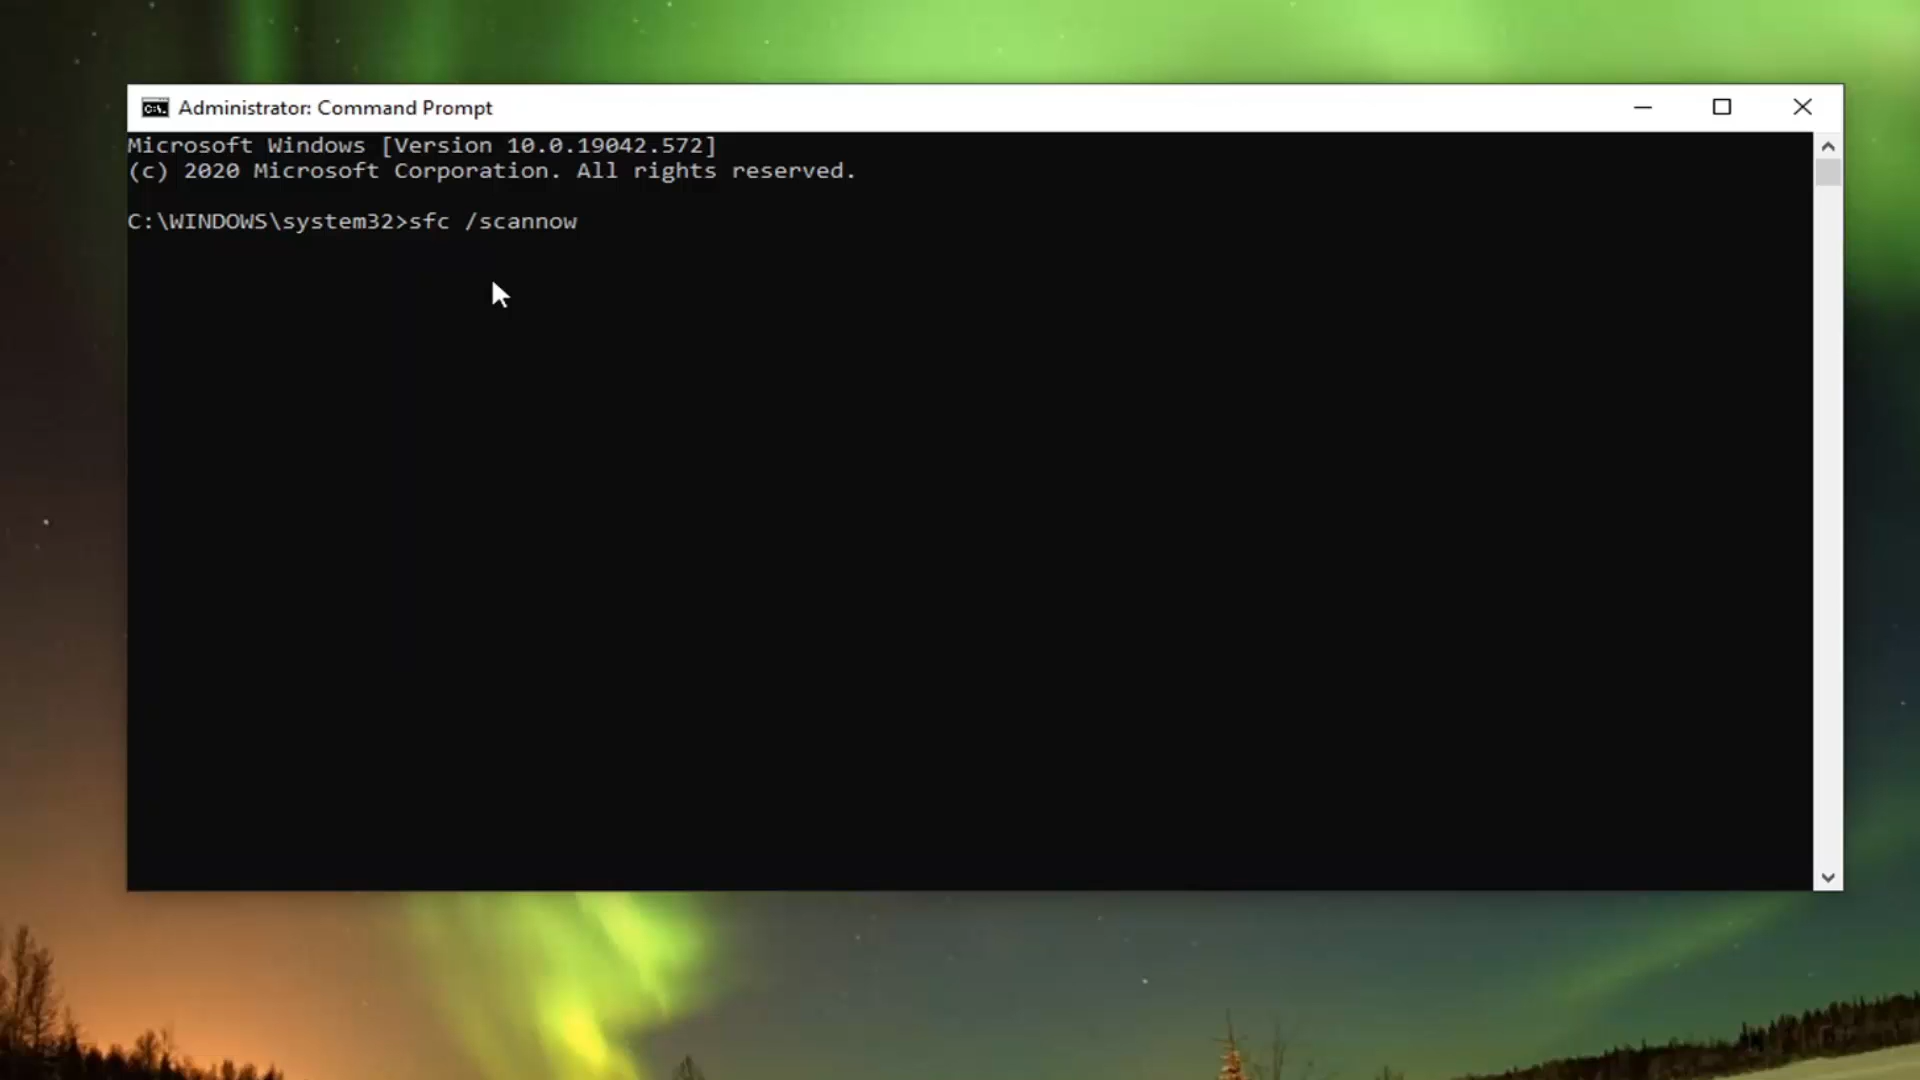 Administrator: Command Prompt
Microsoft Windows [Version 10.0.19042.572]
(c) 2020 Microsoft Corporation. All rights reserved.
C:\WINDOWS\system32>sfc /scannow